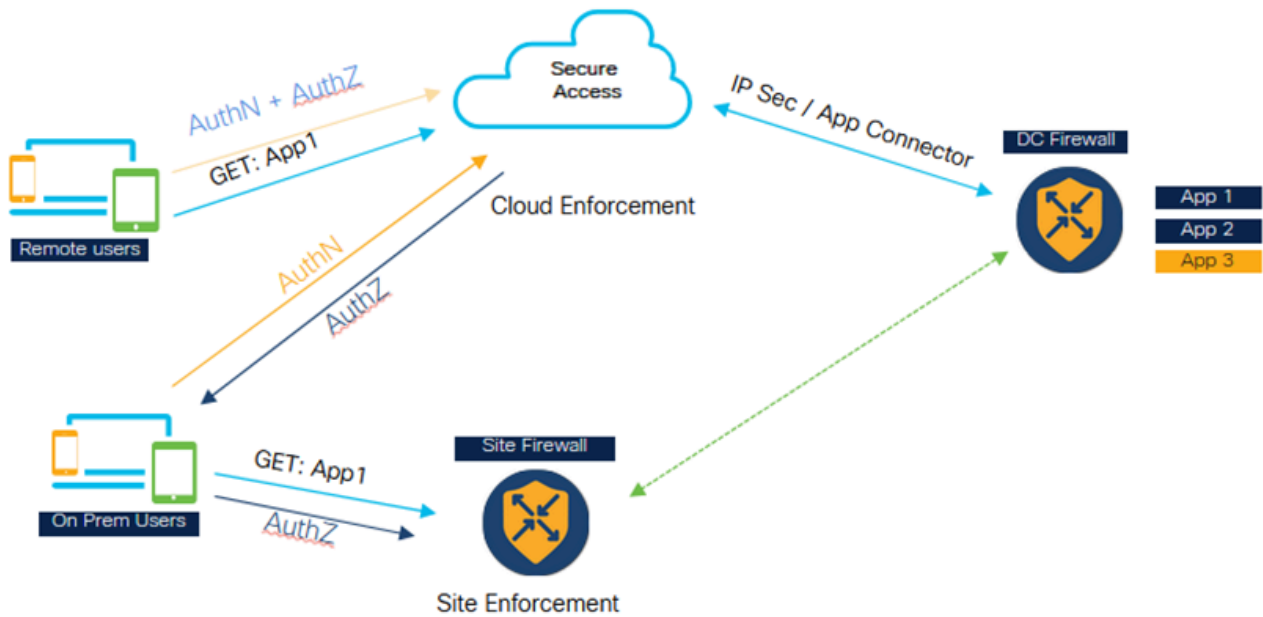 Secure
Access
AuthN + AuthZ
GET: App1
IP Sec / App Connector
DC Firewall
App 1
App 2
App 3
Remote users
Cloud Enforcement
AuthN
AuthZ
Site Firewall
GET: App1
AuthZ
On Prem Users
Site Enforcement